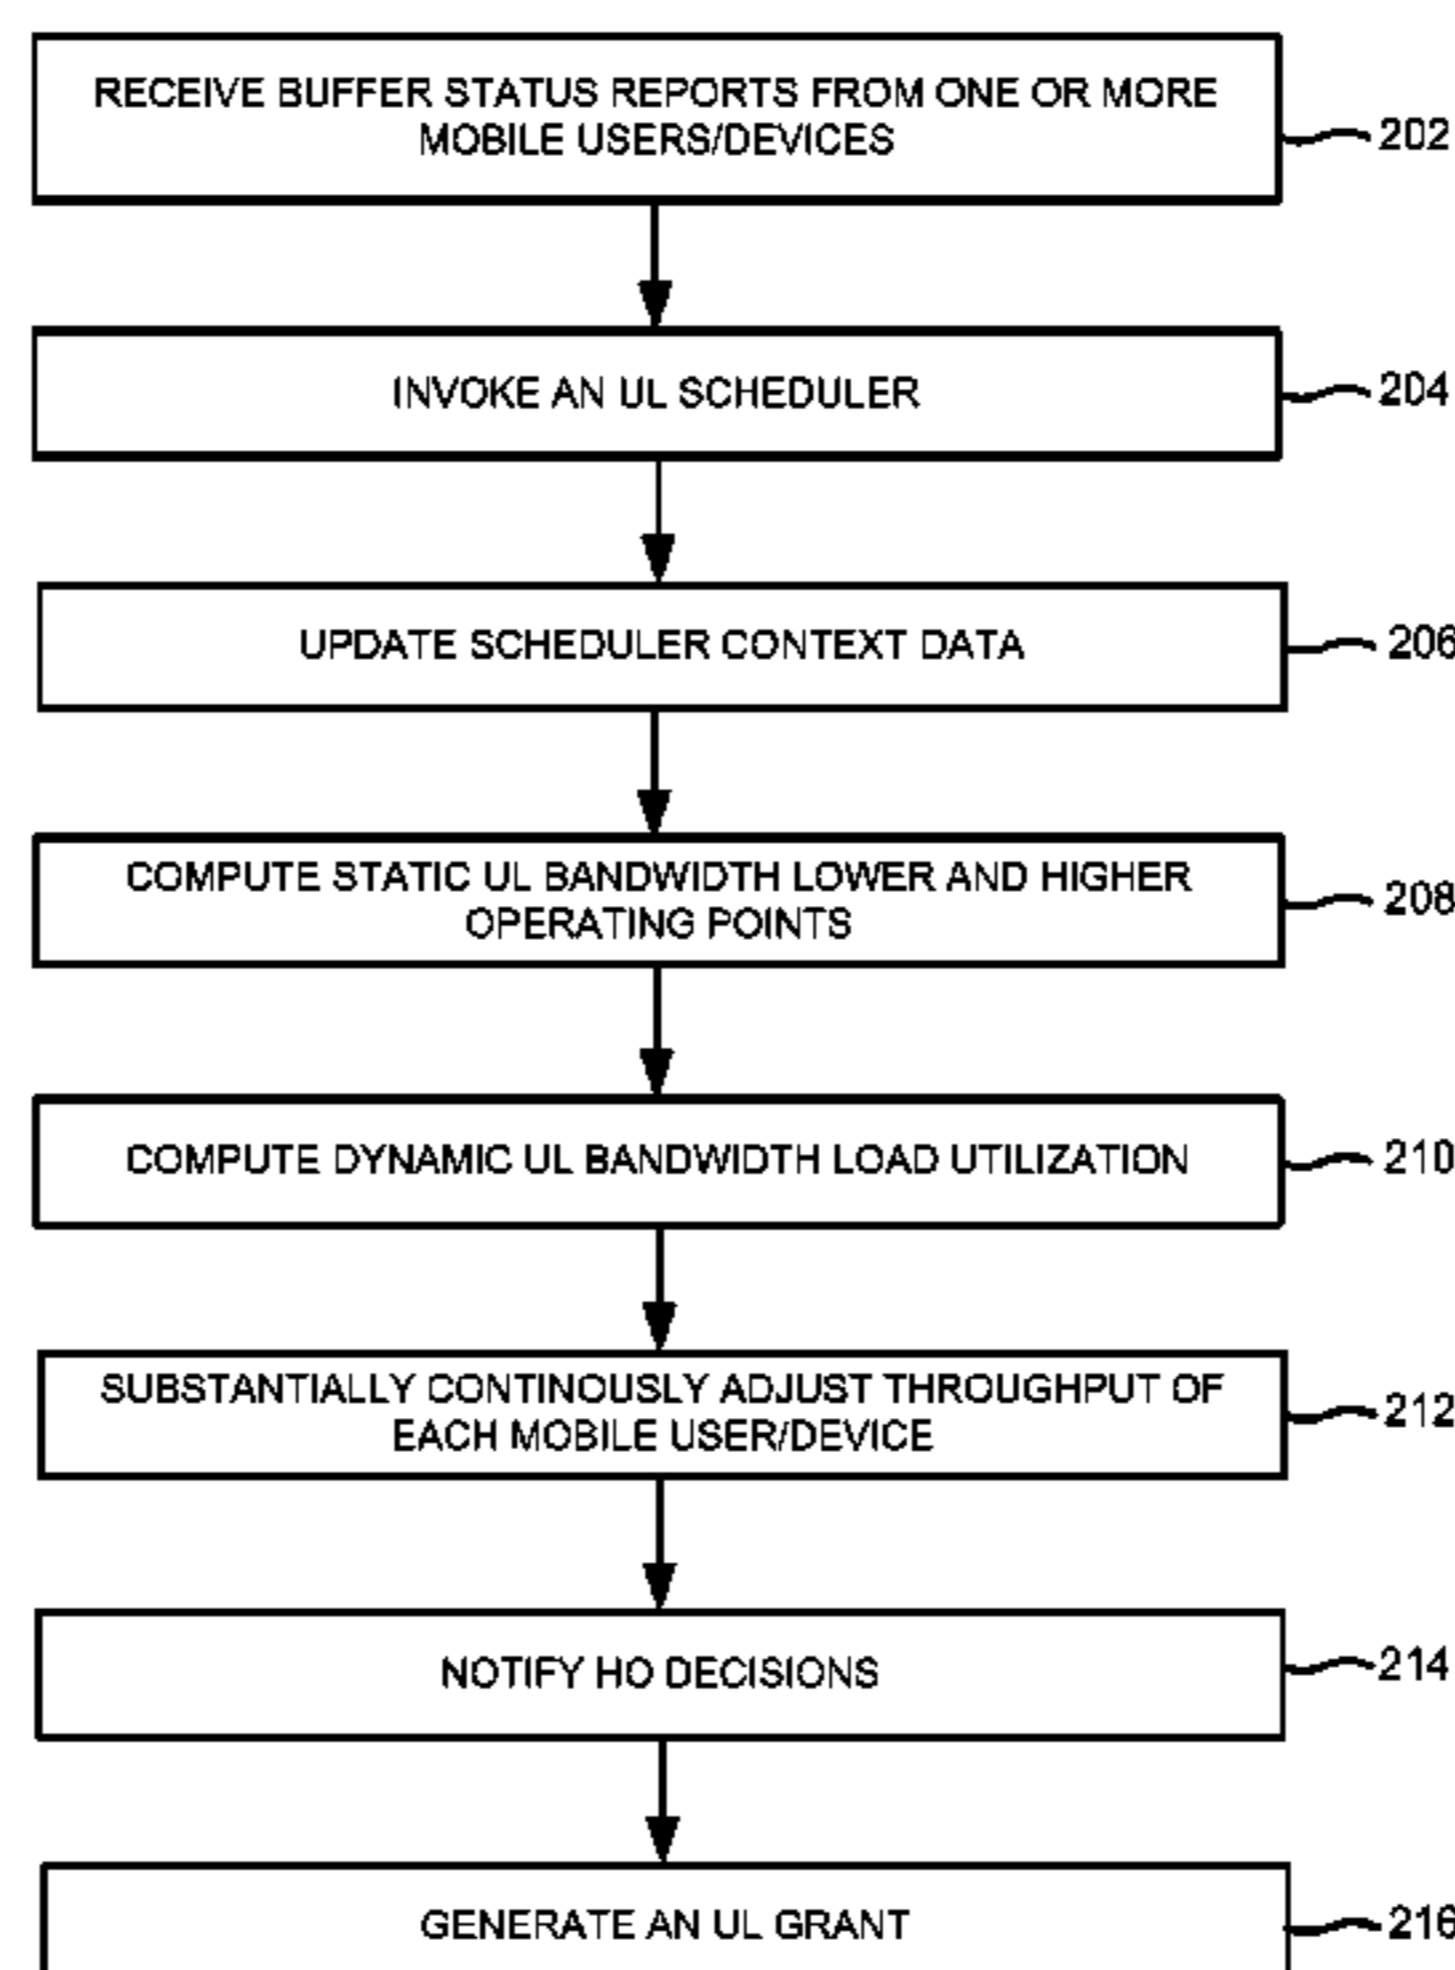 RECEIVE BUFFER STATUS REPORTS FROM ONE OR MORE
MOBILE USERS/DEVICES
202
INVOKE AN UL SCHEDULER
204
UPDATE SCHEDULER CONTEXT DATA
206
COMPUTE STATIC UL BANDWIDTH LOWER AND HIGHER
OPERATING POINTS
208
COMPUTE DYNAMIC UL BANDWIDTH LOAD UTILIZATION
210
SUBSTANTIALLY CONTINOUSLY ADJUST THROUGHPUT OF
EACH MOBILE USER/DEVICE
212
NOTIFY HO DECISIONS
214
GENERATE AN UL GRANT
216